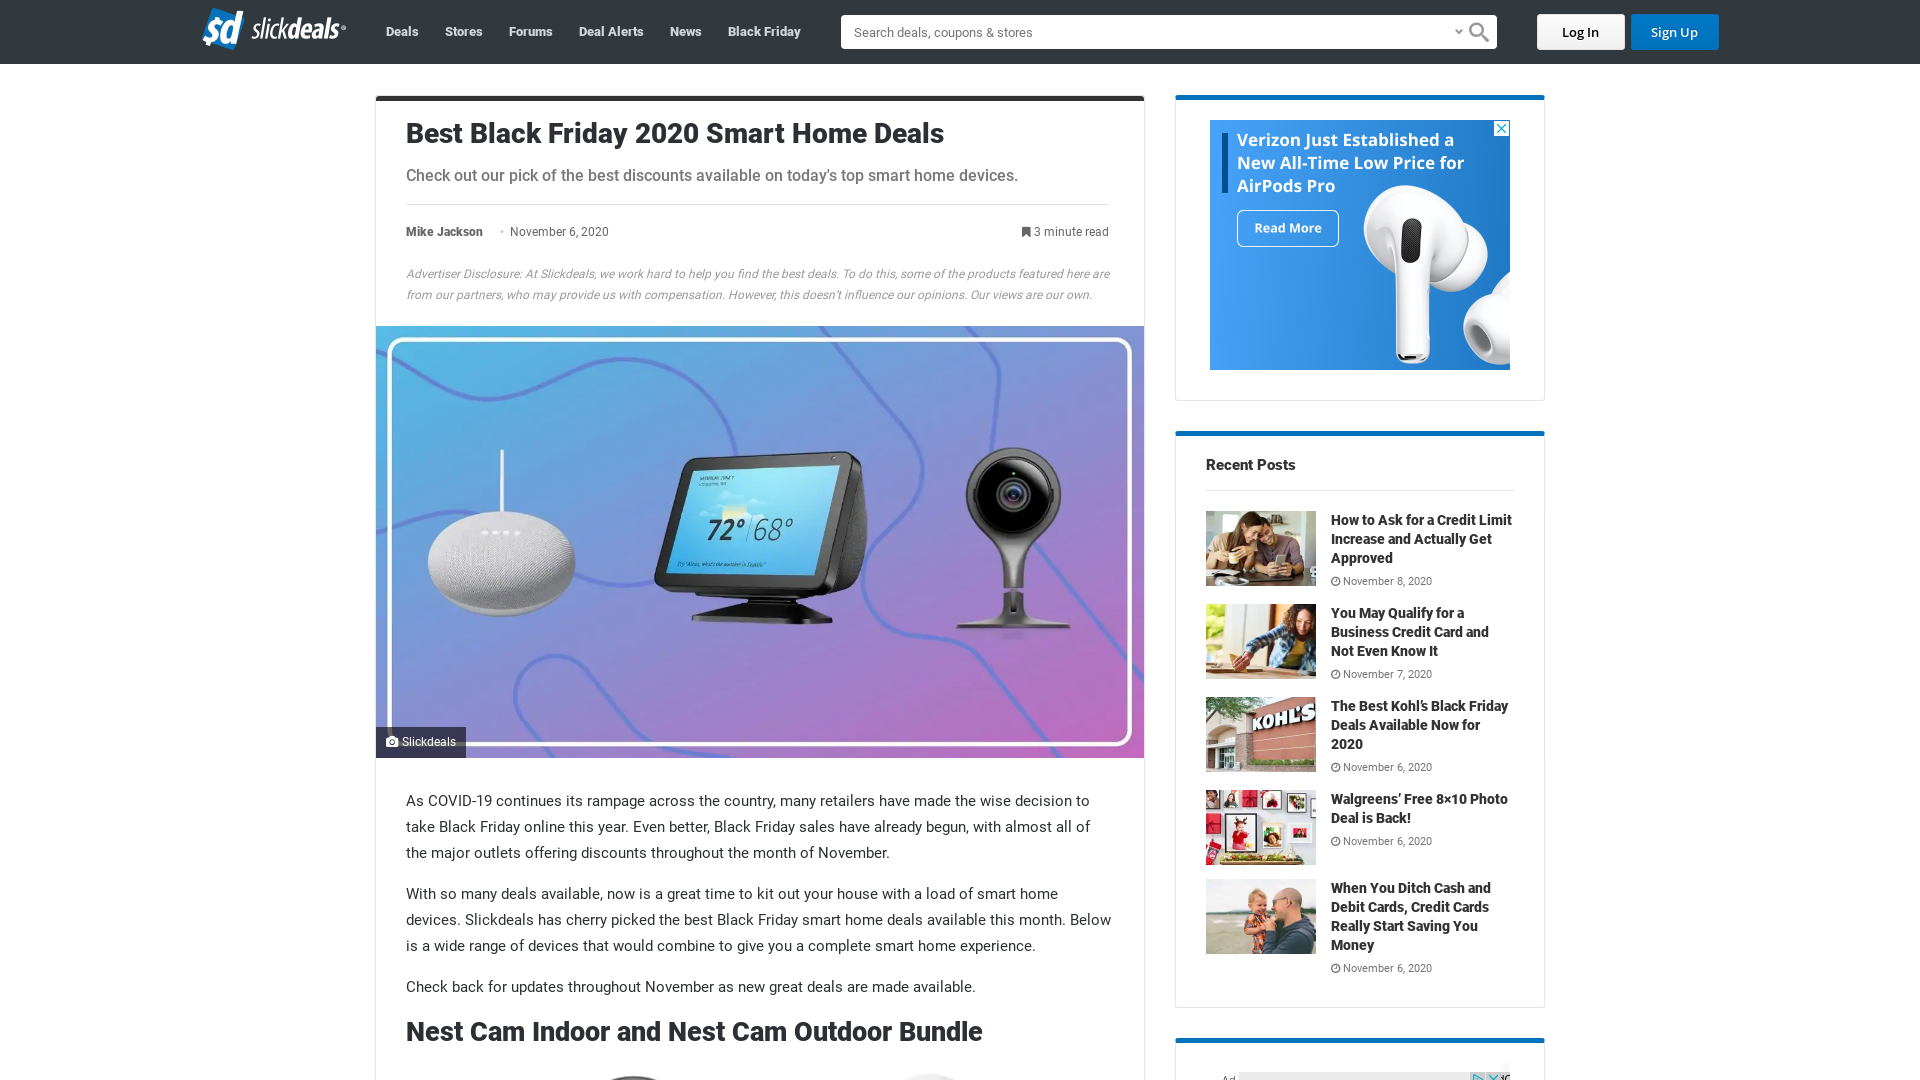 sd slickdeals
Deals
Stores
Forums
Deal Alerts
News
Black Friday
Search deals, coupons & stores
Log In
Sign Up
Best Black Friday 2020 Smart Home Deals
Check out our pick of the best discounts available on today's top smart home devices.
Mike Jackson • November 6, 2020
3 minute read
Advertiser Disclosure: At Slickdeals, we work hard to help you find the best deals. To do this, some of the products featured here are
from our partners, who may provide us with compensation. However, this doesn’t influence our opinions. Our views are our own.
72° 68°
Slickdeals
As COVID-19 continues its rampage across the country, many retailers have made the wise decision to
take Black Friday online this year. Even better, Black Friday sales have already begun, with almost all of
the major outlets offering discounts throughout the month of November.
With so many deals available, now is a great time to kit out your house with a load of smart home
devices. Slickdeals has cherry picked the best Black Friday smart home deals available this month. Below
is a wide range of devices that would combine to give you a complete smart home experience.
Check back for updates throughout November as new great deals are made available.
Nest Cam Indoor and Nest Cam Outdoor Bundle
Verizon Just Established a
New All-Time Low Price for
AirPods Pro
Read More
Recent Posts
How to Ask for a Credit Limit
Increase and Actually Get
Approved
November 8, 2020
You May Qualify for a
Business Credit Card and
Not Even Know It
November 7, 2020
KOHL'S
The Best Kohl’s Black Friday
Deals Available Now for
2020
November 6, 2020
Walgreens’ Free 8×10 Photo
Deal is Back!
November 6, 2020
When You Ditch Cash and
Debit Cards, Credit Cards
Really Start Saving You
Money
November 6, 2020
Ad